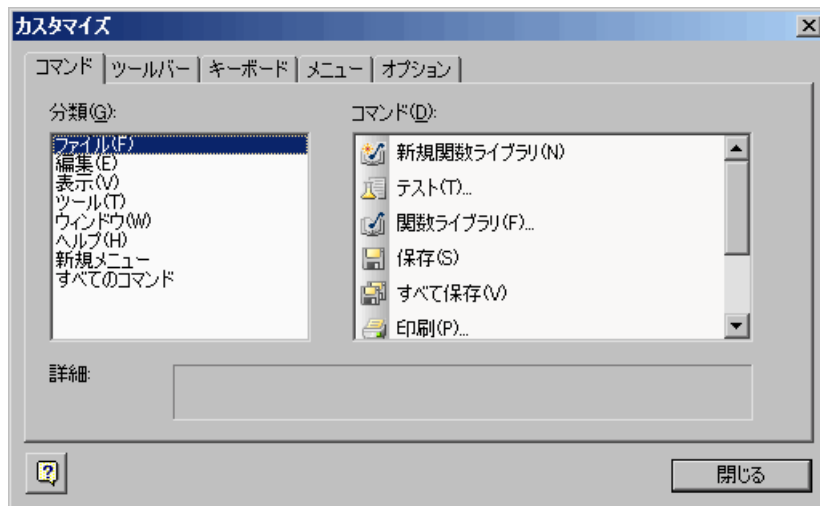 カスタマイズ
コマンド ツールバー キーボード メニュー オプション
分類(G):
ファイル(F)
編集(E)
表示(V)
ツール(T)
ウィンドウ(W)
ヘルプ(H)
新規メニュー
すべてのコマンド
コマンド(D):
新規関数ライブラリ(N)
テスト(T)...
関数ライブラリ(F)...
保存(S)
すべて保存(V)
印刷(P)...
詳細:
閉じる